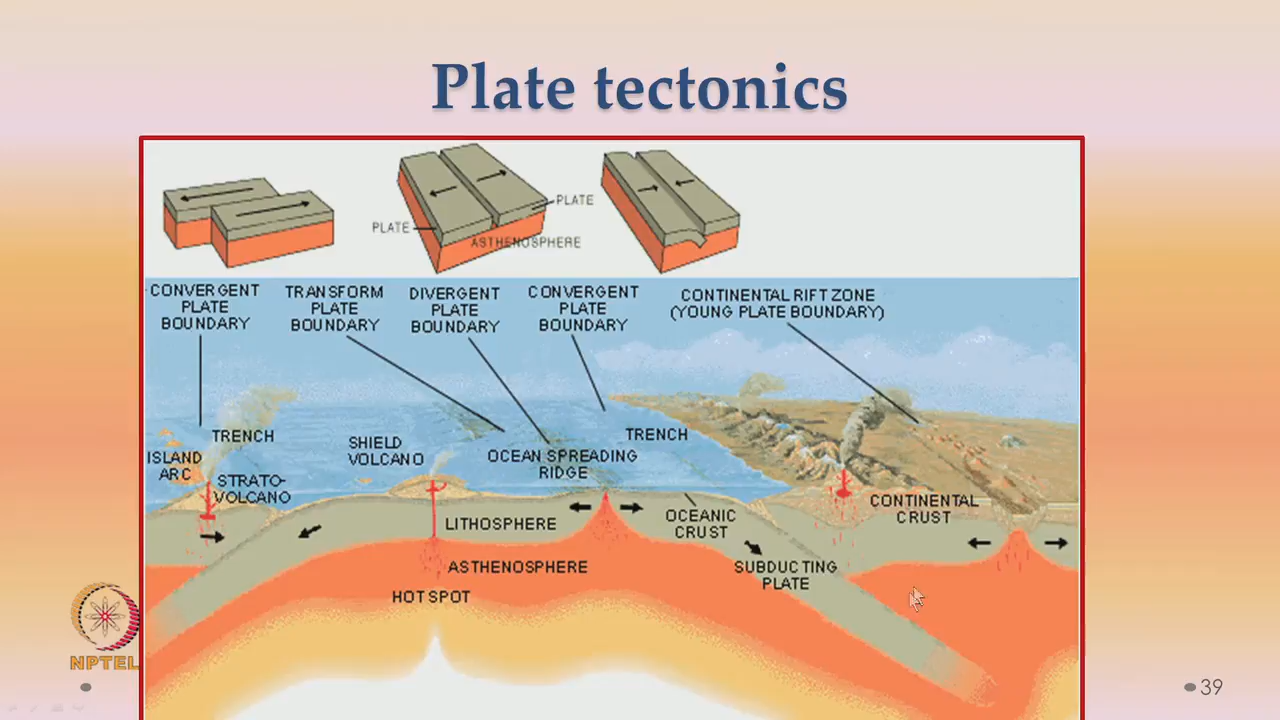 Plate tectonics
PLATE
PLATE
ASTHENOSPHERE
CONVERGENT
PLATE
BOUNDARY
TRANSFORM
PLATE
BOUNDARY
DIVERGENT
PLATE
BOUNDARY
CONVERGENT
PLATE
BOUNDARY
CONTINENTAL RIFT ZONE
(YOUNG PLATE BOUNDARY)
TRENCH
ISLAND
ARC
STRATO-
VOLCANO
SHIELD
VOLCANO
OCEAN SPREADING
RIDGE
TRENCH
LITHOSPHERE
OCEANIC
CRUST
CONTINENTAL
CRUST
ASTHENOSPHERE
SUBDUCTING
PLATE
HOT SPOT
NPTEL
39